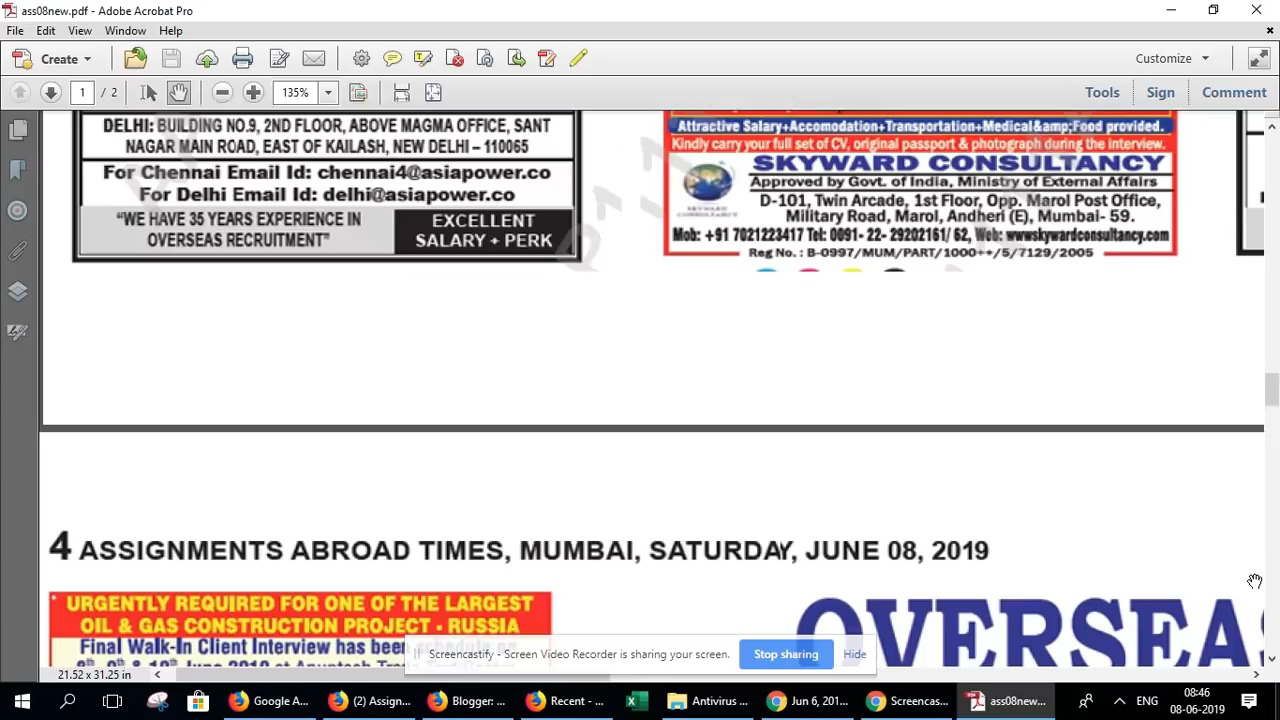 ass08new.pdf - Adobe Acrobat Pro
File Edit View Window Help
Create
Customize
1 / 2
135%
Tools Sign Comment
DELHI: BUILDING NO.9, 2ND FLOOR, ABOVE MAGMA OFFICE, SANT
NAGAR MAIN ROAD, EAST OF KAILASH, NEW DELHI – 110065
For Chennai Email Id: chennai4@asiapower.co
For Delhi Email Id: delhi@asiapower.co
“WE HAVE 35 YEARS EXPERIENCE IN
OVERSEAS RECRUITMENT”
EXCELLENT
SALARY + PERK
Attractive Salary+Accomodation+Transportation+Medical&amp;Food provided.
Kindly carry your full set of CV, original passport & photograph during the interview.
SKYWARD CONSULTANCY
Approved by Govt. of India, Ministry of External Affairs
D-101, Twin Arcade, 1st Floor, Opp. Marol Post Office,
Military Road, Marol, Andheri (E), Mumbai- 59.
Mob: +91 7021223417 Tel: 0091- 22- 29202161/ 62, Web: www.skywardconsultancy.com
Reg No.: B-0997/MUM/PART/1000++/5/7129/2005
4 ASSIGNMENTS ABROAD TIMES, MUMBAI, SATURDAY, JUNE 08, 2019
URGENTLY REQUIRED FOR ONE OF THE LARGEST
OIL & GAS CONSTRUCTION PROJECT - RUSSIA
Final Walk-In Client Interview has been
OVERSEAS
Screencastify - Screen Video Recorder is sharing your screen.
Stop sharing
Hide
21.52 x 31.25 in
Google A...
(2) Assign...
Blogger: ...
Recent - ...
Antivirus ...
Jun 6, 201...
Screencas...
ass08new...
ENG
08:46
08-06-2019